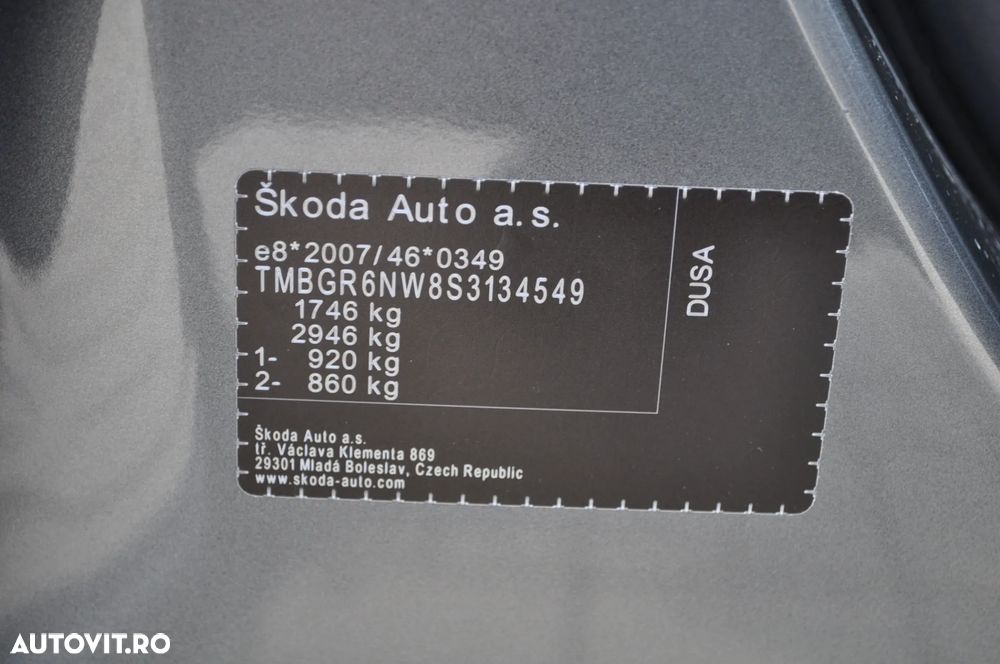 Škoda Auto a.s.
e8*2007/46*0349
TMBGR6NW8S3134549
1746 kg
2946 kg
1- 920 kg
2- 860 kg
DUSA
Škoda Auto a.s.
tř. Václava Klementa 869
29301 Mladá Boleslav, Czech Republic
www.skoda-auto.com
AUTOVIT.RO